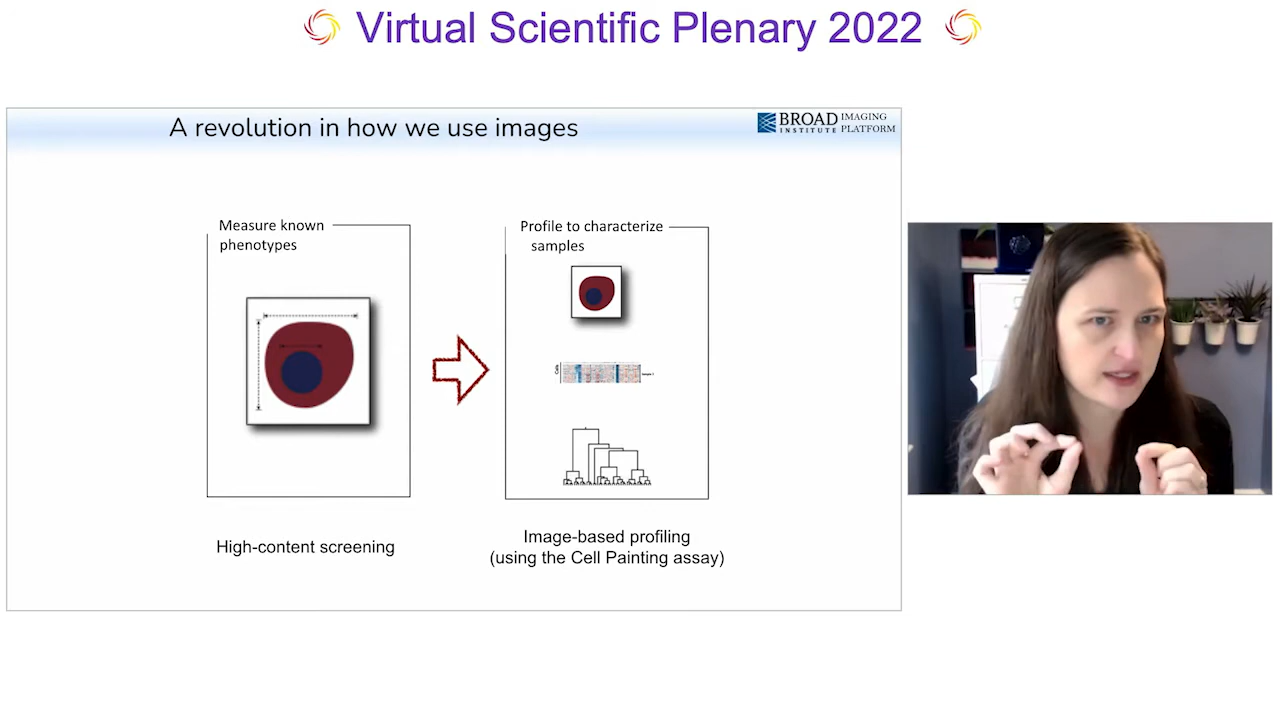 Virtual Scientific Plenary 2022
A revolution in how we use images
BROAD
INSTITUTE
IMAGING
PLATFORM
Measure known
phenotypes
Profile to characterize
samples
High-content screening
Image-based profiling
(using the Cell Painting assay)